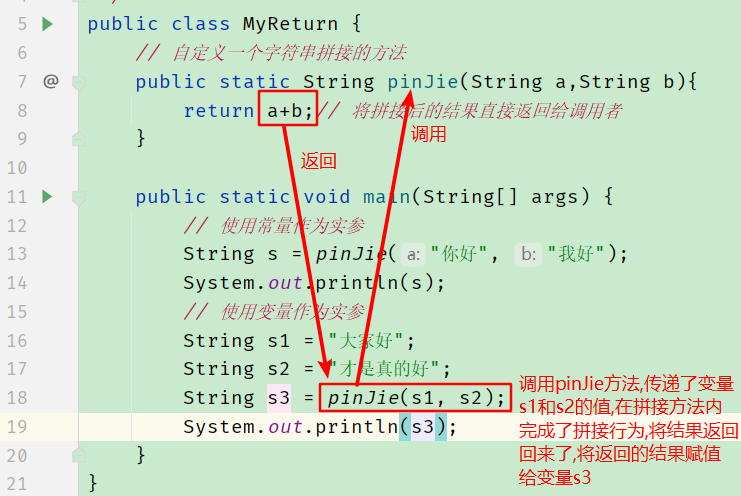 5 public class MyReturn {
6 // 自定义一个字符串拼接的方法
7 @ public static String pinJie(String a,String b){
8 return a+b;// 将拼接后的结果直接返回给调用者
9 }
调用
返回
10
11 public static void main(String[] args) {
12 // 使用常量作为实参
13 String s = pinJie( a: "你好", b: "我好");
14 System.out.println(s);
15 // 使用变量作为实参
16 String s1 = "大家好";
17 String s2 = "才是真的好";
18 String s3 = pinJie(s1, s2);
19 System.out.println(s3);
20 }
21 }
调用pinJie方法,传递了变量
s1和s2的值,在拼接方法内
完成了拼接行为,将结果返回
回来了,将返回的结果赋值
给变量s3